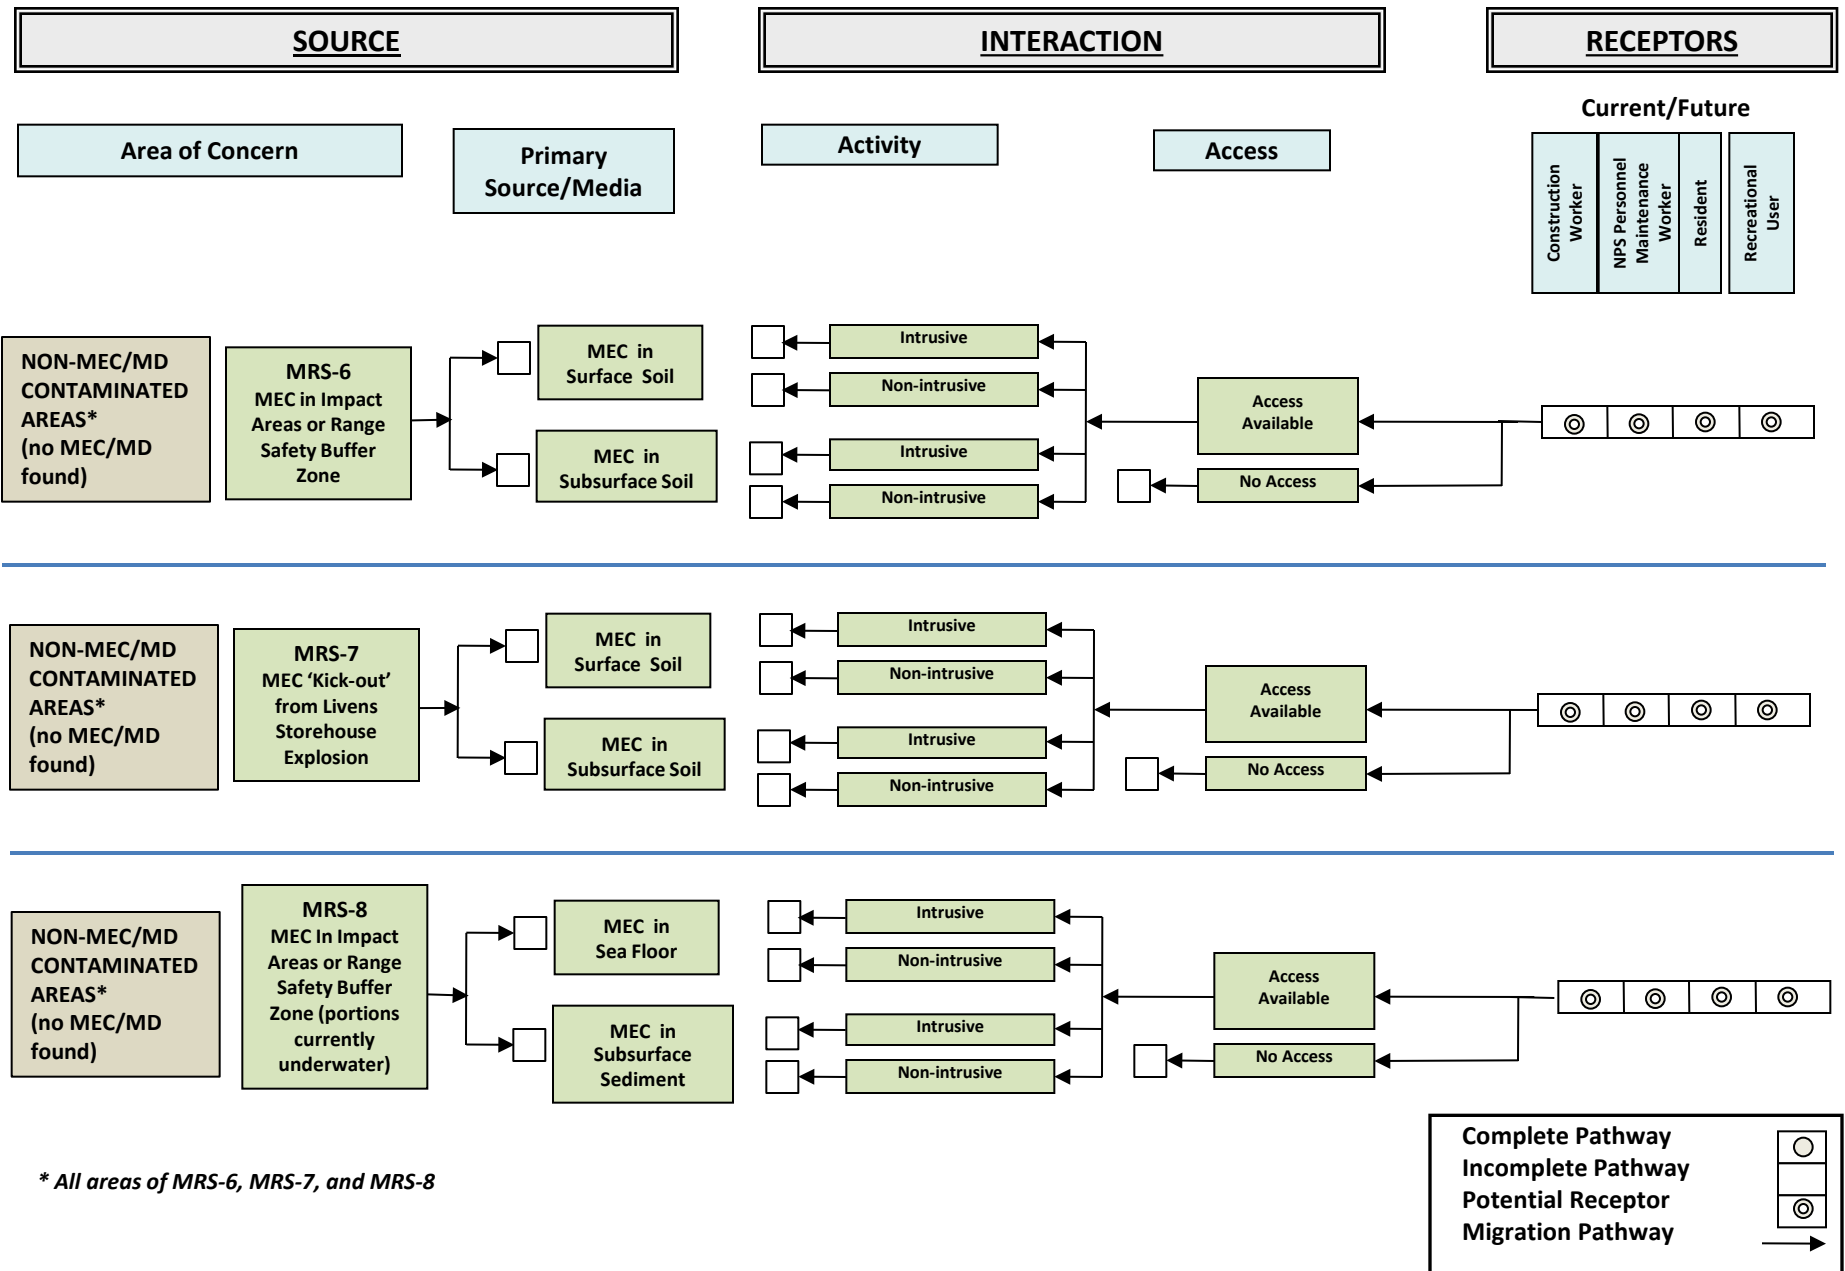 SOURCE
INTERACTION
RECEPTORS
Current/Future
Area of Concern
Primary
Source/Media
Activity
Access
Construction
Worker
NPS Personnel
Maintenance
Worker
Resident
Recreational
User
NON-MEC/MD
CONTAMINATED
AREAS*
(no MEC/MD
found)
MRS-6
MEC in Impact
Areas or Range
Safety Buffer
Zone
MEC in
Surface Soil
MEC in
Subsurface Soil
Intrusive
Non-intrusive
Intrusive
Non-intrusive
Access
Available
No Access
NON-MEC/MD
CONTAMINATED
AREAS*
(no MEC/MD
found)
MRS-7
MEC ‘Kick-out’
from Livens
Storehouse
Explosion
MEC in
Surface Soil
MEC in
Subsurface Soil
Intrusive
Non-intrusive
Intrusive
Non-intrusive
Access
Available
No Access
NON-MEC/MD
CONTAMINATED
AREAS*
(no MEC/MD
found)
MRS-8
MEC In Impact
Areas or Range
Safety Buffer
Zone (portions
currently
underwater)
MEC in
Sea Floor
MEC in
Subsurface
Sediment
Intrusive
Non-intrusive
Intrusive
Non-intrusive
Access
Available
No Access
* All areas of MRS-6, MRS-7, and MRS-8
Complete Pathway
Incomplete Pathway
Potential Receptor
Migration Pathway